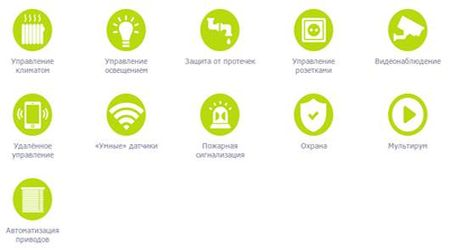 Управление
климатом
Управление
освещением
Защита от протечек
Управление
розетками
Видеонаблюдение
Удалённое
управление
«Умные» датчики
Пожарная
сигнализация
Охрана
Мультирум
Автоматизация
приводов